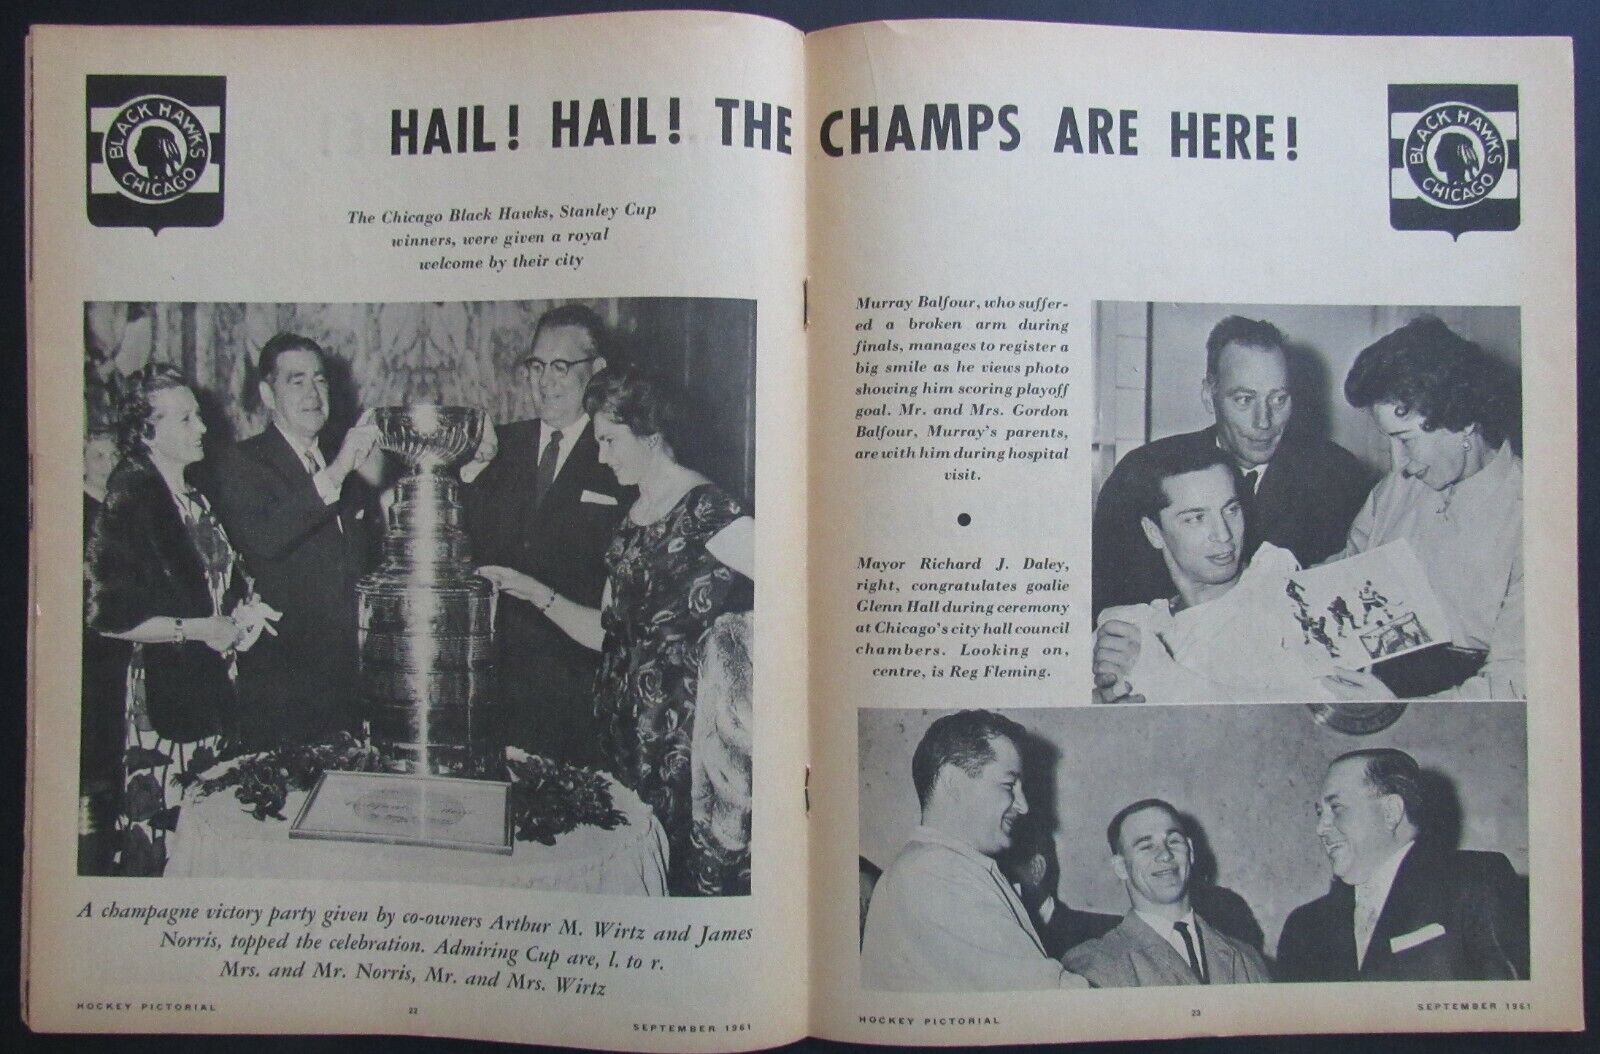 BLACK HAWKS
CHICAGO
HAIL! HAIL! THE CHAMPS ARE HERE!
BLACK HAWKS
CHICAGO
The Chicago Black Hawks, Stanley Cup
winners, were given a royal
welcome by their city
A champagne victory party given by co-owners Arthur M. Wirtz and James
Norris, topped the celebration. Admiring Cup are, l. to r.
Mrs. and Mr. Norris, Mr. and Mrs. Wirtz
HOCKEY PICTORIAL
22
SEPTEMBER 1961
Murray Balfour, who suffer-
ed a broken arm during
finals, manages to register a
big smile as he views photo
showing him scoring playoff
goal. Mr. and Mrs. Gordon
Balfour, Murray's parents,
are with him during hospital
visit.
Mayor Richard J. Daley,
right, congratulates goalie
Glenn Hall during ceremony
at Chicago's city hall council
chambers. Looking on,
centre, is Reg Fleming.
HOCKEY PICTORIAL
23
SEPTEMBER 1961